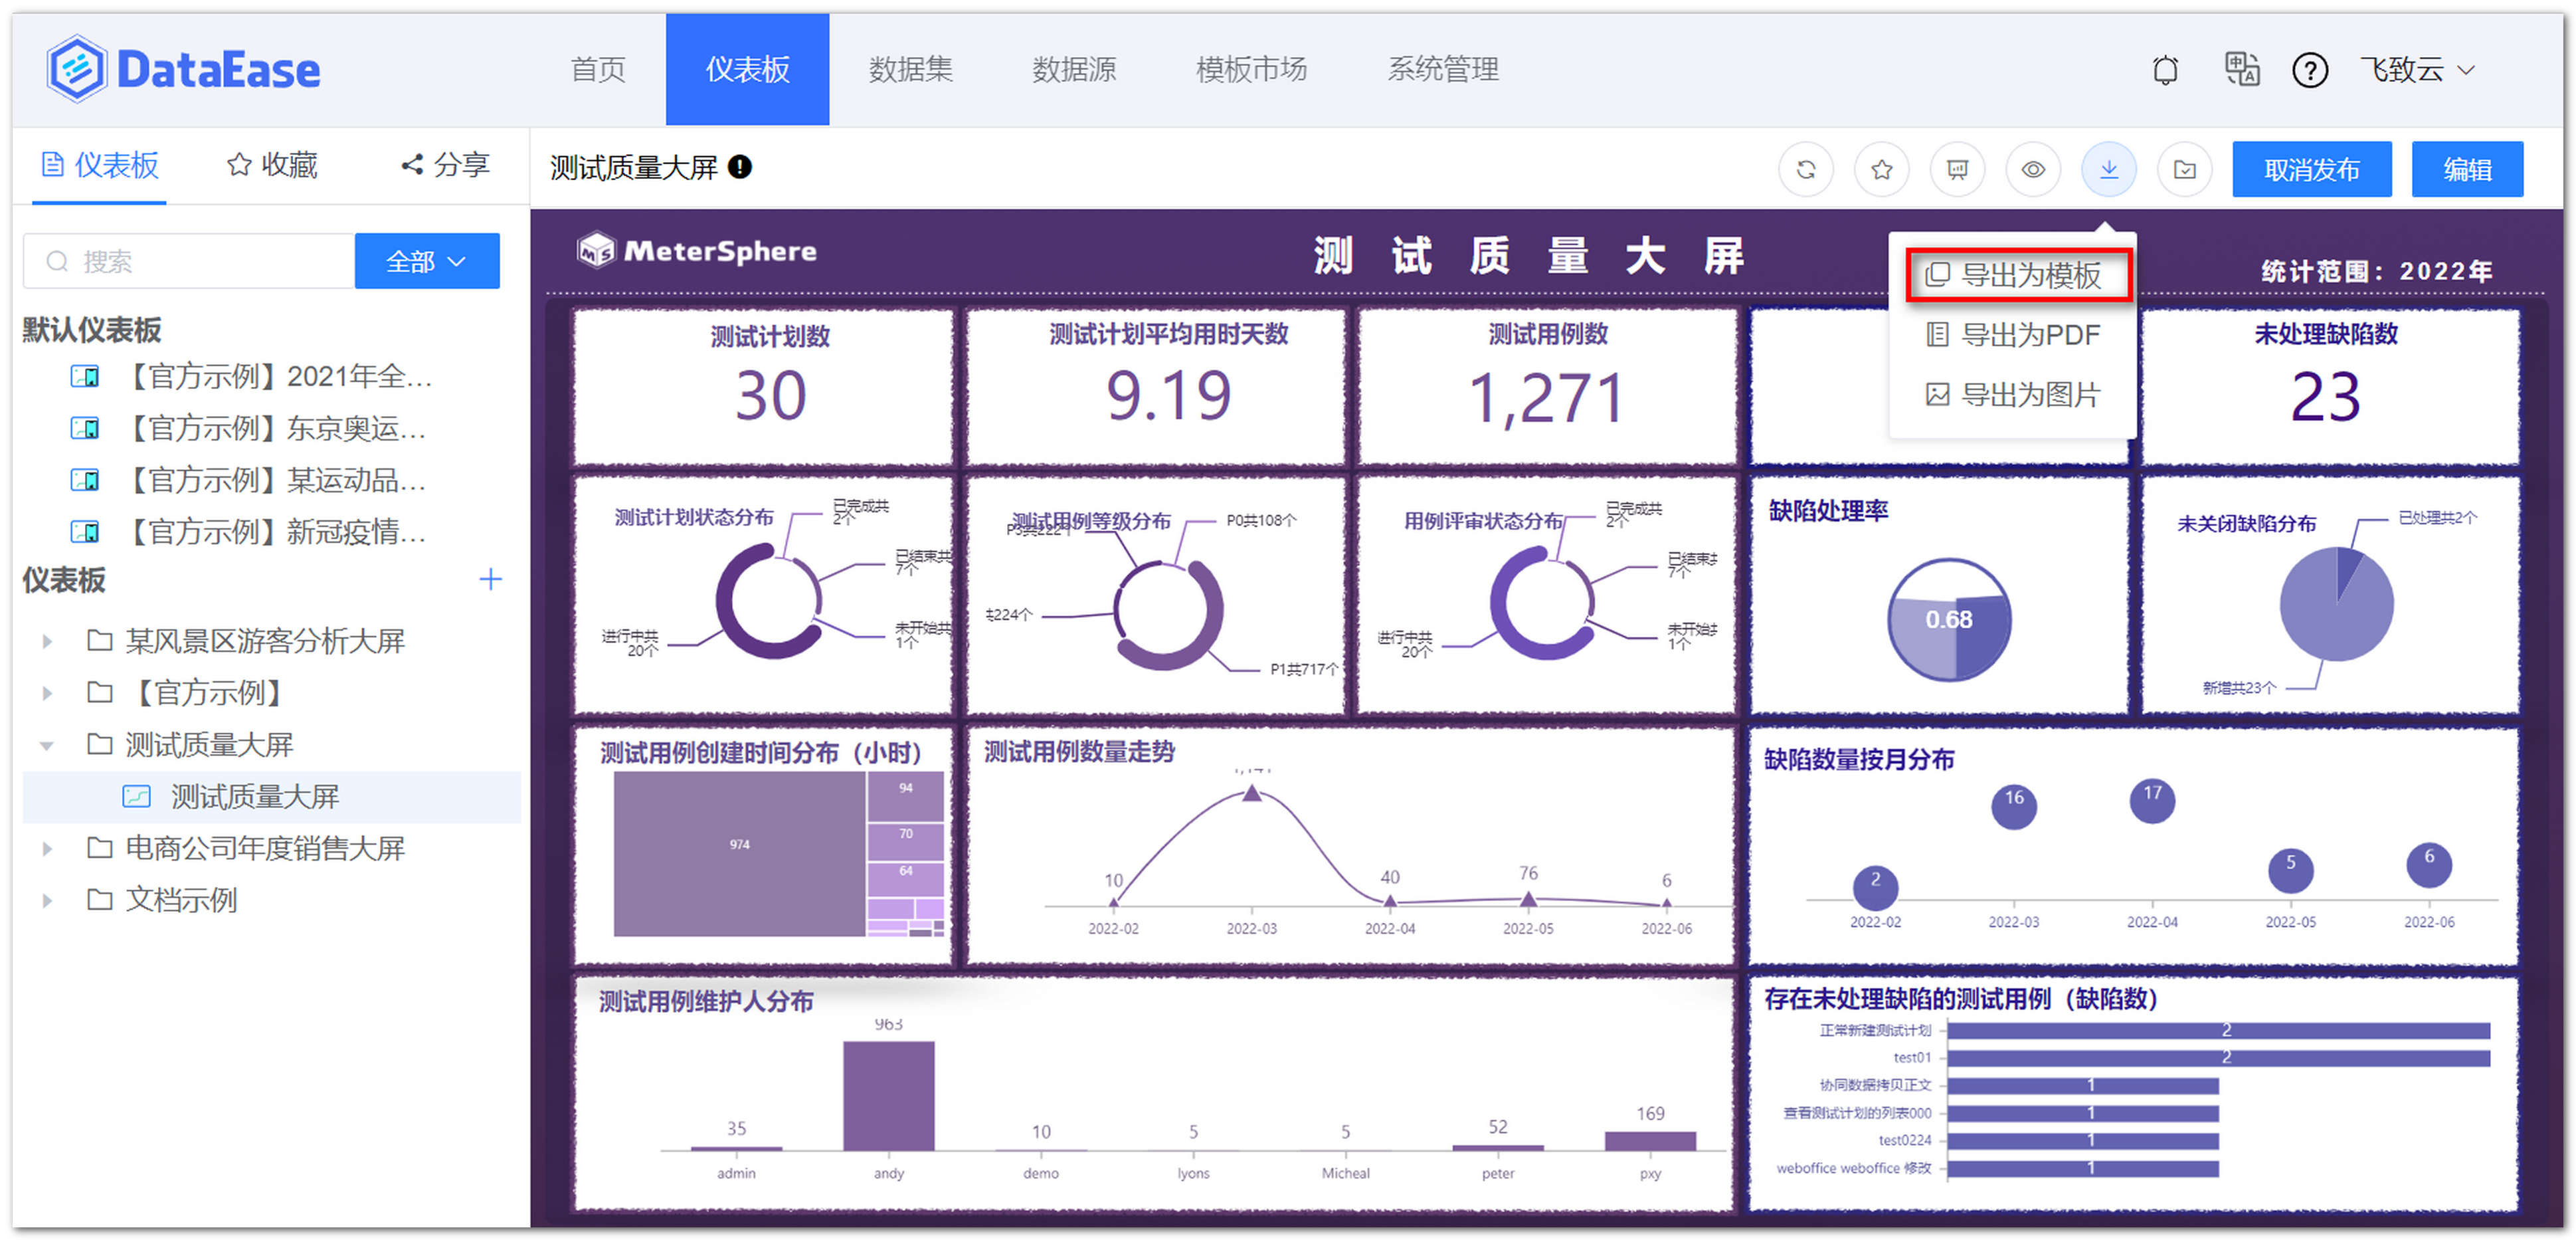 DataEase
首页
仪表板
数据集
数据源
模板市场
系统管理
飞致云
仪表板
收藏
分享
测试质量大屏
取消发布
编辑
搜索
全部
默认仪表板
【官方示例】2021年全...
【官方示例】东京奥运...
【官方示例】某运动品...
【官方示例】新冠疫情...
仪表板
某风景区游客分析大屏
【官方示例】
测试质量大屏
测试质量大屏
电商公司年度销售大屏
文档示例
MeterSphere
测 试 质 量 大 屏
统计范围：2022年
导出为模板
导出为PDF
导出为图片
测试计划数
30
测试计划平均用时天数
9.19
测试用例数
1,271
未处理缺陷数
23
测试计划状态分布
已完成共
2个
已结束共
7个
未开始共
1个
进行中共
20个
测试用例等级分布
P0共108个
共224个
P1共717个
用例评审状态分布
已完成共
2个
已结束共
7个
未开始共
1个
进行中共
20个
缺陷处理率
0.68
未关闭缺陷分布
已处理共2个
新增共23个
测试用例创建时间分布（小时）
974
94
70
64
测试用例数量走势
10
40
76
6
2022-02
2022-03
2022-04
2022-05
2022-06
缺陷数量按月分布
2
16
17
5
6
2022-02
2022-03
2022-04
2022-05
2022-06
测试用例维护人分布
35
963
10
5
5
52
169
admin
andy
demo
lyons
Micheal
peter
pxy
存在未处理缺陷的测试用例（缺陷数）
正常新建测试计划
2
test01
2
协同数据拷贝正文
1
查看测试计划的列表000
1
test0224
1
weboffice weboffice 修改
1